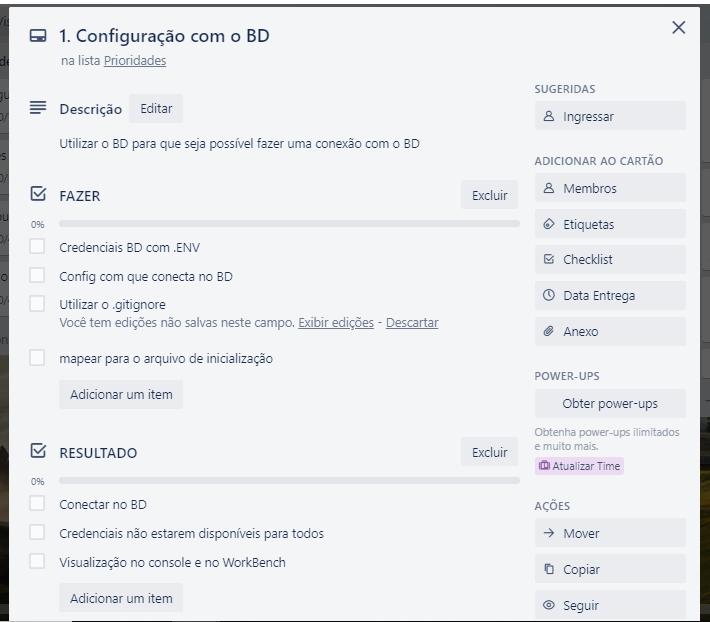 1. Configuração com o BD
na lista Prioridades
Descrição Editar
Utilizar o BD para que seja possível fazer uma conexão com o BD
FAZER Excluir
0%
Credenciais BD com .ENV
Config com que conecta no BD
Utilizar o .gitignore
Você tem edições não salvas neste campo. Exibir edições - Descartar
mapear para o arquivo de inicialização
Adicionar um item
RESULTADO Excluir
0%
Conectar no BD
Credenciais não estarem disponíveis para todos
Visualização no console e no WorkBench
Adicionar um item
SUGERIDAS
Ingressar
ADICIONAR AO CARTÃO
Membros
Etiquetas
Checklist
Data Entrega
Anexo
POWER-UPS
Obter power-ups
Obtenha power-ups ilimitados
e muito mais.
Atualizar Time
AÇÕES
Mover
Copiar
Seguir